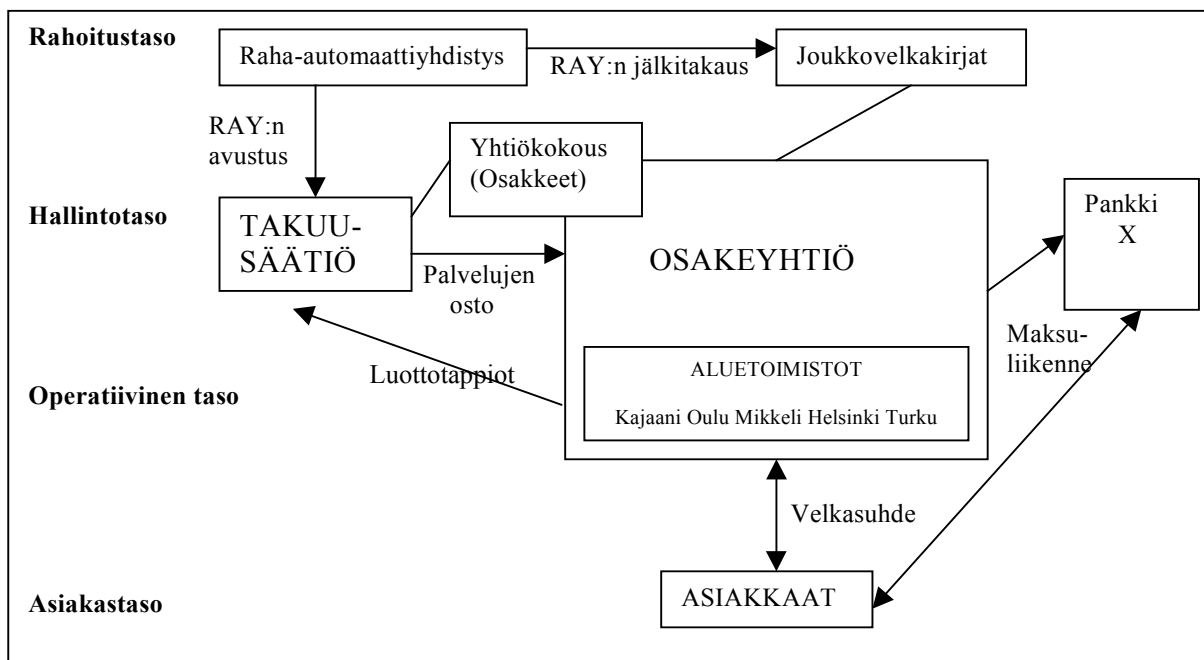 Rahoitustaso
Raha-automaattiyhdistys
RAY:n jälkitakaus
Joukkovelkakirjat
RAY:n
avustus
Yhtiökokous
(Osakkeet)
Hallintotaso
TAKUU-
SÄÄTIÖ
Palvelujen
osto
OSAKEYHTIÖ
Pankki
X
Maksu-
liikenne
Luottotappiot
Operatiivinen taso
ALUETOIMISTOT
Kajaani Oulu Mikkeli Helsinki Turku
Velkasuhde
Asiakastaso
ASIAKKAAT